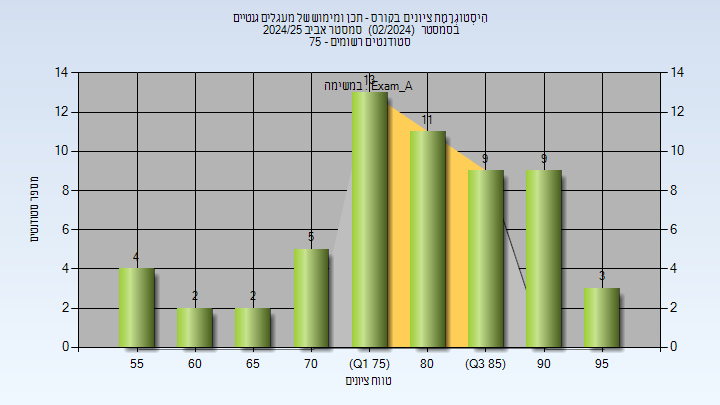 היסטוגרמת ציונים בקורס - תכן ומימוש של מעגלים גנטיים
בסמסטר (02/2024) סמסטר אביב 2024/25
סטודנטים רשומים - 75
במשימה : Exam_A
מספר סטודנטים
14 14
12 12
10 10
8 8
6 6
4 4
2 2
0 0
4 2 2 5 13 11 9 9 3
55 60 65 70 (Q1 75) 80 (Q3 85) 90 95
טווח ציונים